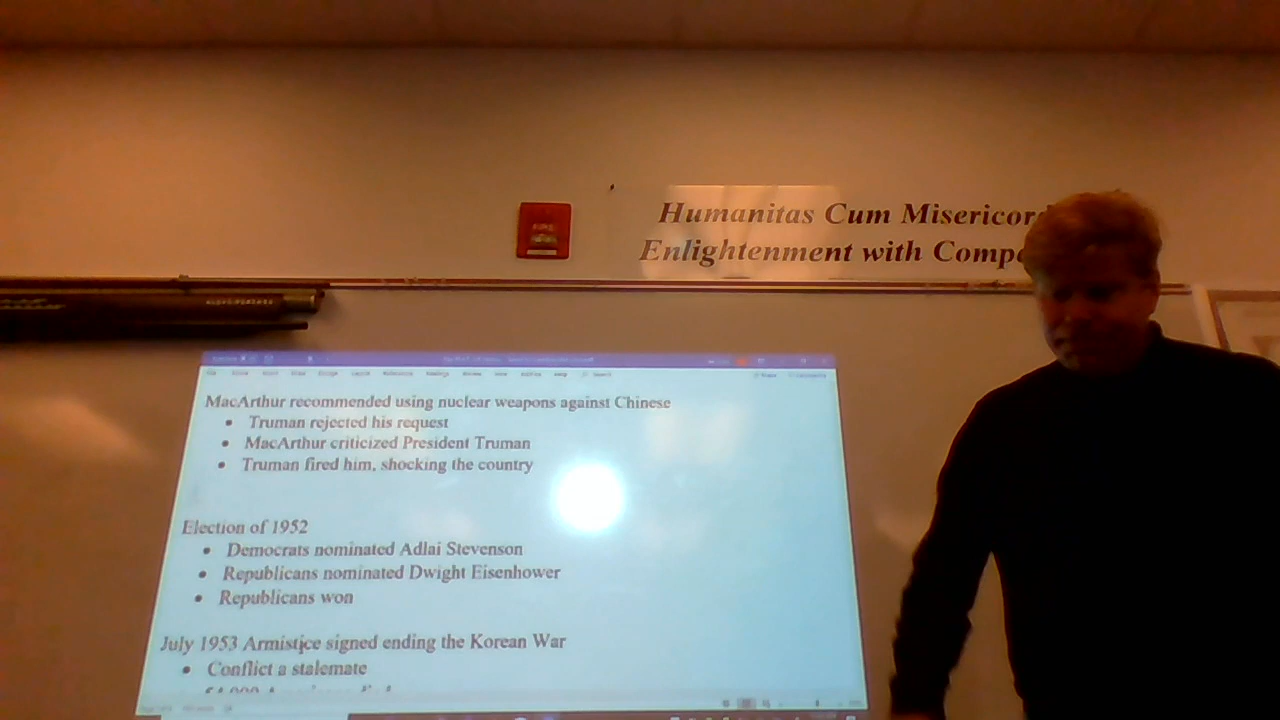 FIRE
Humanitas Cum Misericor
Enlightenment with Comp
MacArthur recommended using nuclear weapons against Chinese
• Truman rejected his request
• MacArthur criticized President Truman
• Truman fired him, shocking the country
Election of 1952
• Democrats nominated Adlai Stevenson
• Republicans nominated Dwight Eisenhower
• Republicans won
July 1953 Armistice signed ending the Korean War
• Conflict a stalemate